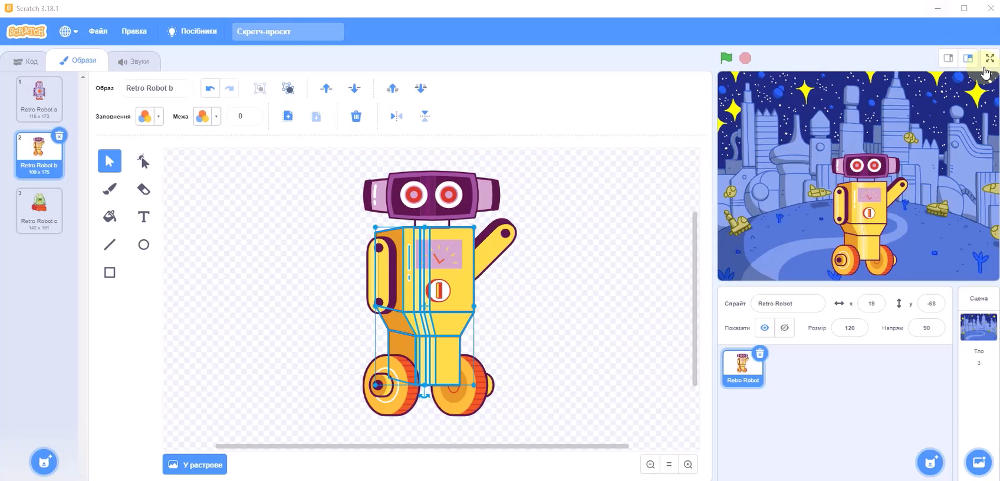 Scratch 3.18.1
SCRATCH
Файл
Правка
Посібники
Скретч-проєкт
Код
Образи
Звуки
1
Retro Robot a
116 x 173
2
Retro Robot b
109 x 175
3
Retro Robot c
142 x 181
Образ
Retro Robot b
Заповнення
Межа
0
T
У растрове
=
Спрайт
Retro Robot
x
19
y
-68
Показати
Розмір
120
Напрям
90
Retro Robot
Сцена
Тло
3